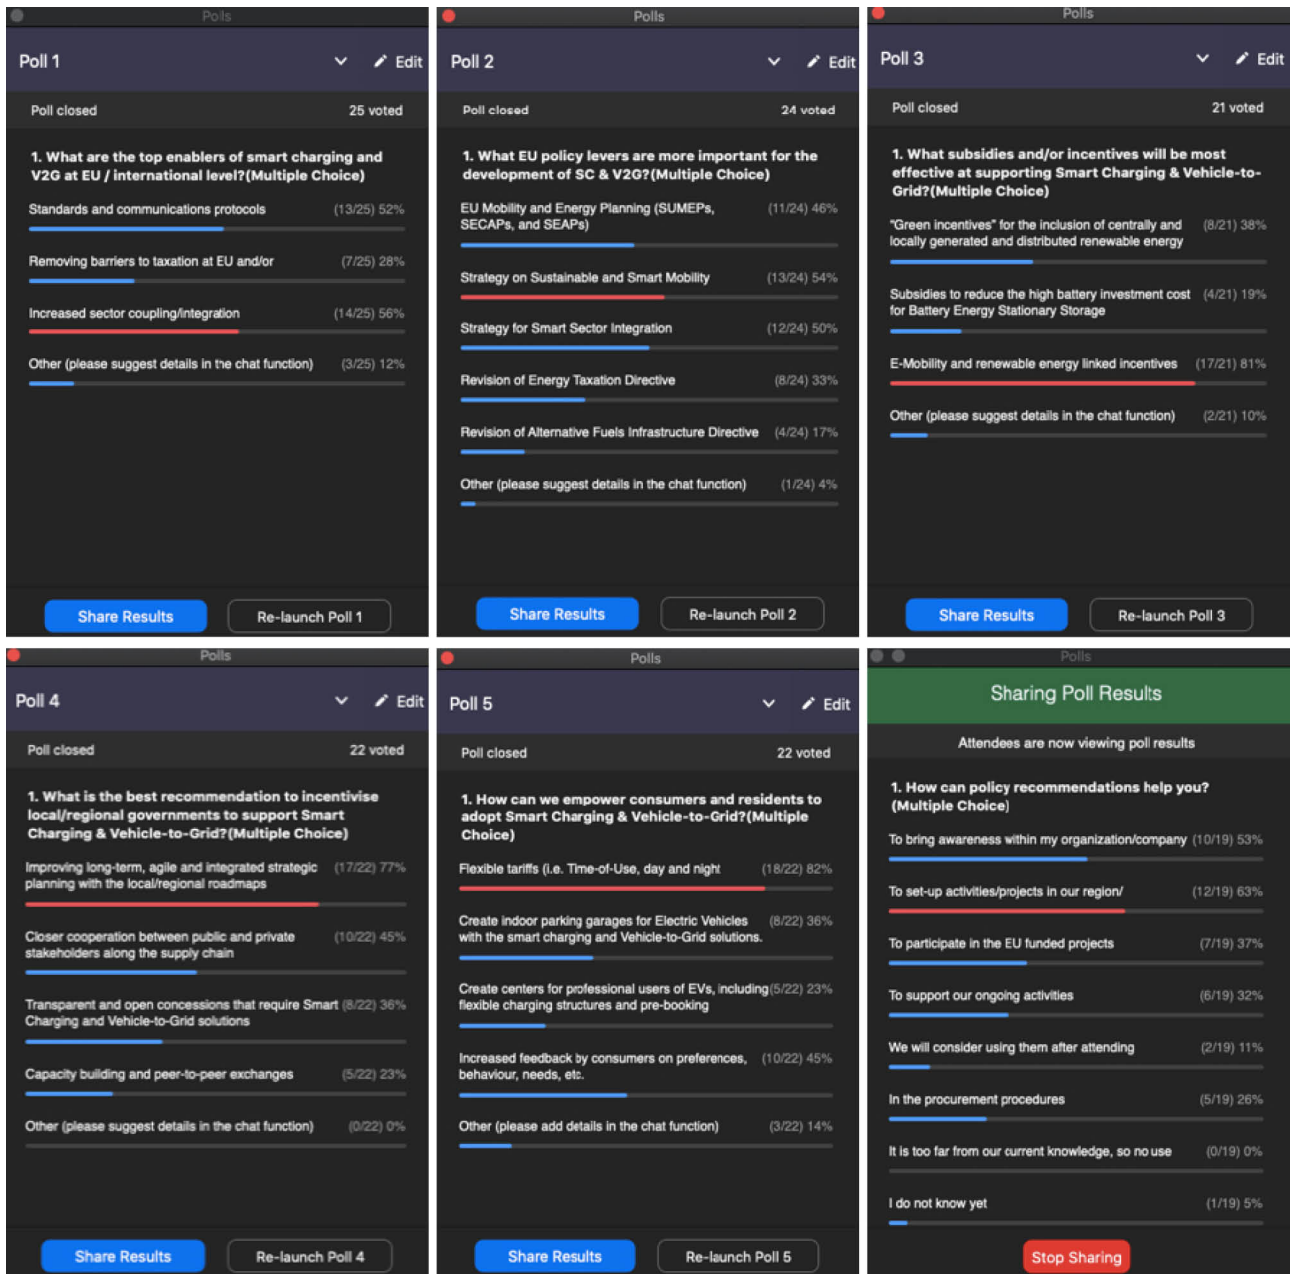 Polls
Poll 1
Edit
Poll closed
25 voted
1. What are the top enablers of smart charging and
V2G at EU / international level?(Multiple Choice)
Standards and communications protocols
(13/25) 52%
Removing barriers to taxation at EU and/or
(7/25) 28%
Increased sector coupling/integration
(14/25) 56%
Other (please suggest details in the chat function)
(3/25) 12%
Share Results
Re-launch Poll 1
Polls
Poll 2
Edit
Poll closed
24 voted
1. What EU policy levers are more important for the
development of SC & V2G?(Multiple Choice)
EU Mobility and Energy Planning (SUMEPs,
(11/24) 46%
SECAPs, and SEAPs)
Strategy on Sustainable and Smart Mobility
(13/24) 54%
Strategy for Smart Sector Integration
(12/24) 50%
Revision of Energy Taxation Directive
(8/24) 33%
Revision of Alternative Fuels Infrastructure Directive
(4/24) 17%
Other (please suggest details in the chat function)
(1/24) 4%
Share Results
Re-launch Poll 2
Polls
Poll 3
Edit
Poll closed
21 voted
1. What subsidies and/or incentives will be most
effective at supporting Smart Charging & Vehicle-to-
Grid?(Multiple Choice)
"Green incentives" for the inclusion of centrally and
(8/21) 38%
locally generated and distributed renewable energy
Subsidies to reduce the high battery investment cost
(4/21) 19%
for Battery Energy Stationary Storage
E-Mobility and renewable energy linked incentives
(17/21) 81%
Other (please suggest details in the chat function)
(2/21) 10%
Share Results
Re-launch Poll 3
Polls
Poll 4
Edit
Poll closed
22 voted
1. What is the best recommendation to incentivise
local/regional governments to support Smart
Charging & Vehicle-to-Grid?(Multiple Choice)
Improving long-term, agile and integrated strategic
(17/22) 77%
planning with the local/regional roadmaps
Closer cooperation between public and private
(10/22) 45%
stakeholders along the supply chain
Transparent and open concessions that require Smart
(8/22) 36%
Charging and Vehicle-to-Grid solutions
Capacity building and peer-to-peer exchanges
(5/22) 23%
Other (please suggest details in the chat function)
(0/22) 0%
Share Results
Re-launch Poll 4
Polls
Poll 5
Edit
Poll closed
22 voted
1. How can we empower consumers and residents to
adopt Smart Charging & Vehicle-to-Grid?(Multiple
Choice)
Flexible tariffs (i.e. Time-of-Use, day and night
(18/22) 82%
Create indoor parking garages for Electric Vehicles
(8/22) 36%
with the smart charging and Vehicle-to-Grid solutions.
Create centers for professional users of EVs, including
(5/22) 23%
flexible charging structures and pre-booking
Increased feedback by consumers on preferences,
(10/22) 45%
behaviour, needs, etc.
Other (please add details in the chat function)
(3/22) 14%
Share Results
Re-launch Poll 5
Polls
Sharing Poll Results
Attendees are now viewing poll results
1. How can policy recommendations help you?
(Multiple Choice)
To bring awareness within my organization/company
(10/19) 53%
To set-up activities/projects in our region/
(12/19) 63%
To participate in the EU funded projects
(7/19) 37%
To support our ongoing activities
(6/19) 32%
We will consider using them after attending
(2/19) 11%
In the procurement procedures
(5/19) 26%
It is too far from our current knowledge, so no use
(0/19) 0%
I do not know yet
(1/19) 5%
Stop Sharing